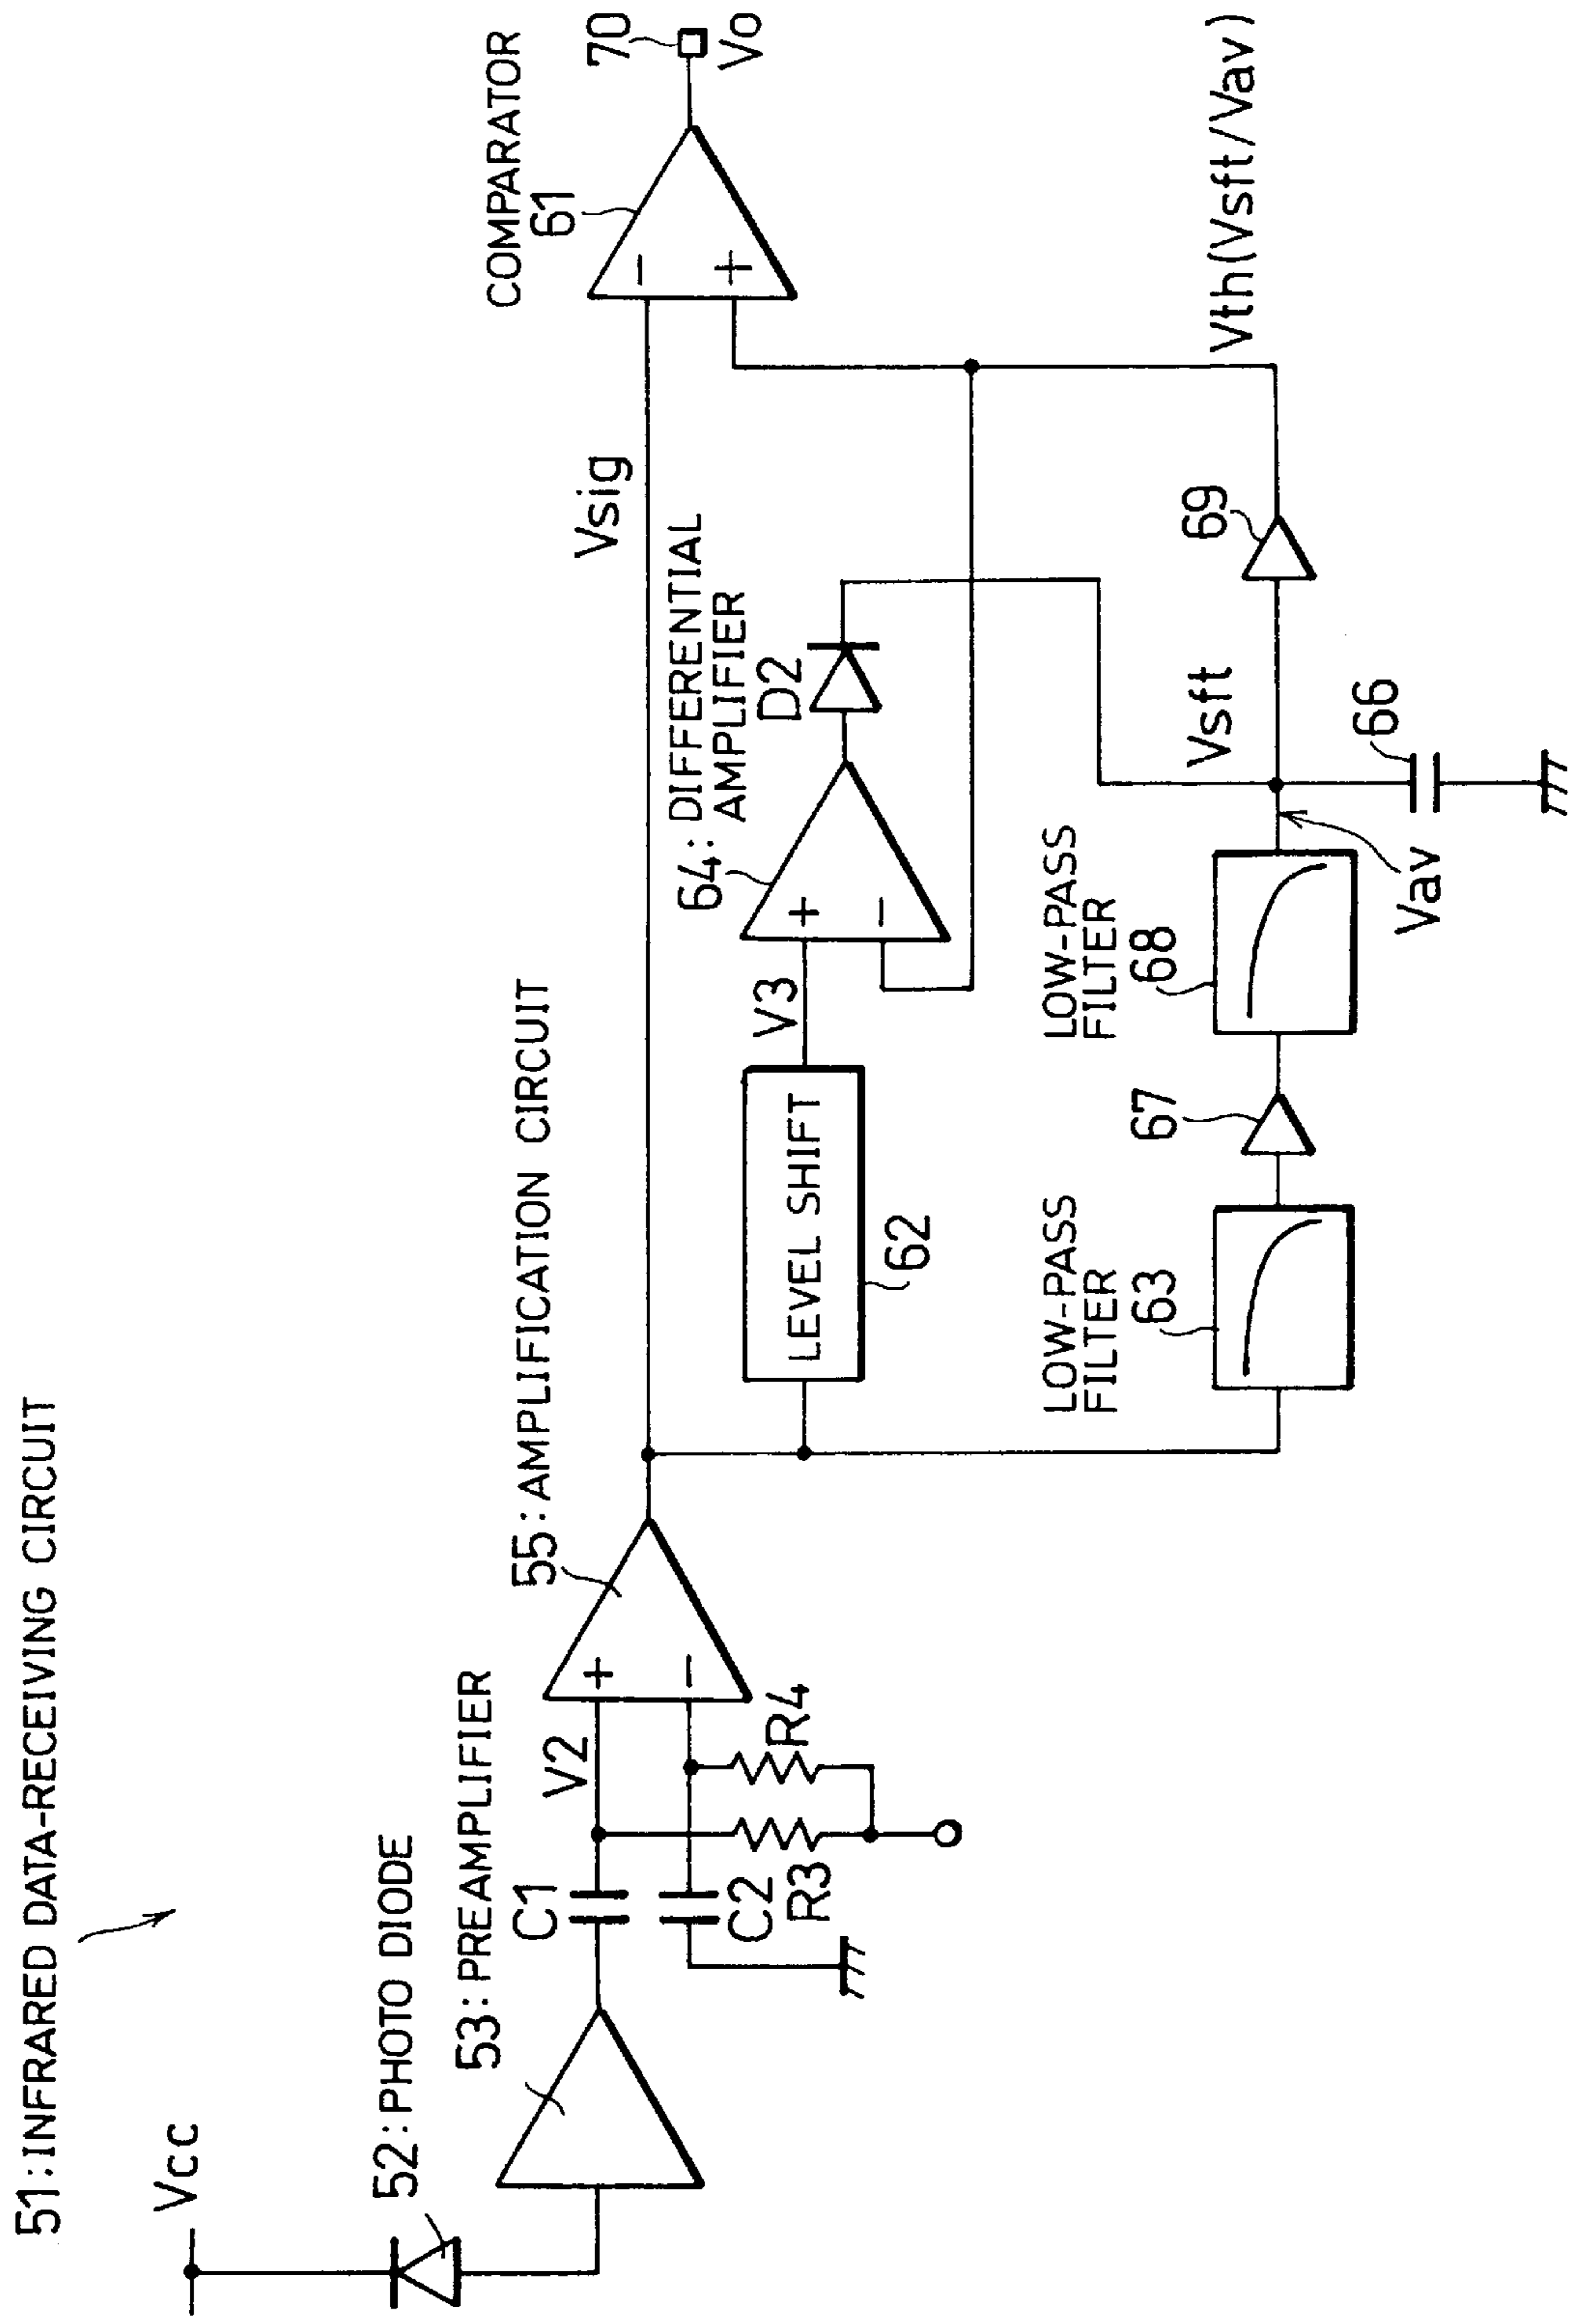 51:INFRARED DATA-RECEIVING CIRCUIT
Vcc
52:PHOTO DIODE
53:PREAMPLIFIER
C1
V2
C2
R3
R4
+
−
55:AMPLIFICATION CIRCUIT
Vsig
LEVEL SHIFT
62
V3
+
−
64: DIFFERENTIAL
AMPLIFIER
D2
COMPARATOR
61
−
+
70
Vo
LOW-PASS
FILTER
63
67
LOW-PASS
FILTER
68
Vav
Vsft
66
69
Vth(Vsft/Vav)